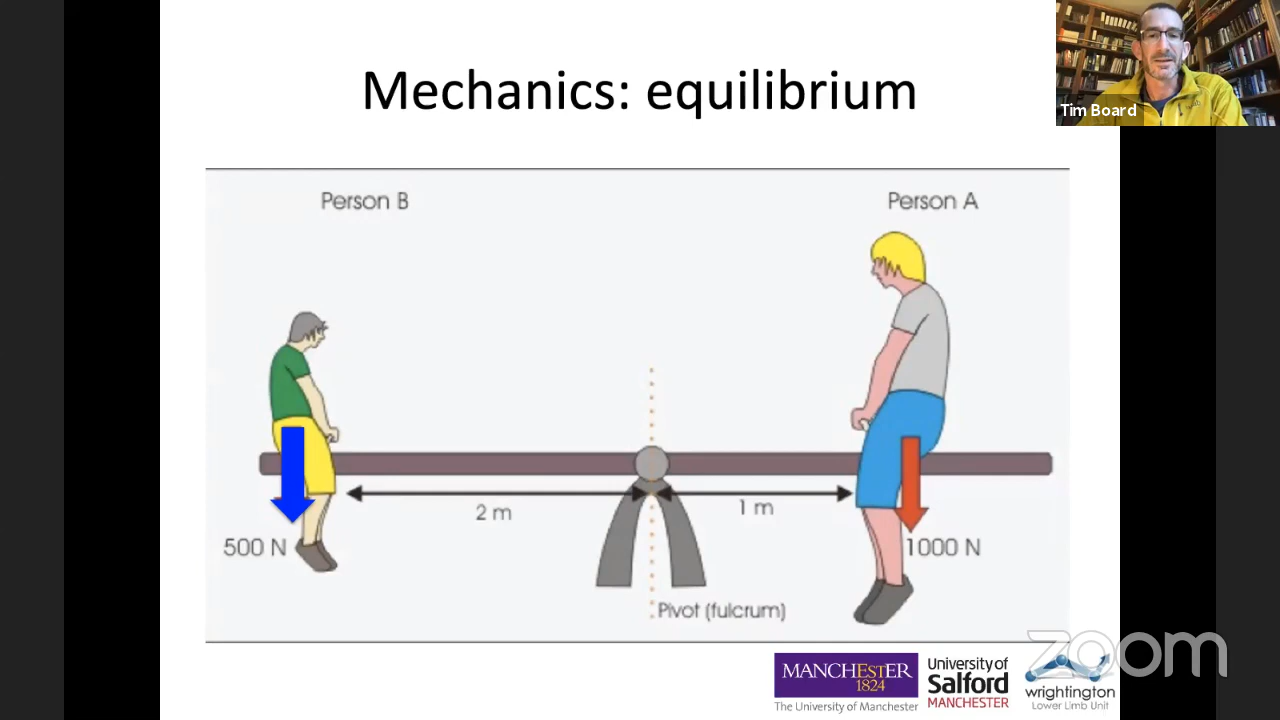 Mechanics: equilibrium
Tim Board
Person B
Person A
2 m
1 m
500 N
1000 N
Pivot (fulcrum)
MANCHESTER
1824
The University of Manchester
University of
Salford
MANCHESTER
wrightington
Lower Limb Unit
zoom